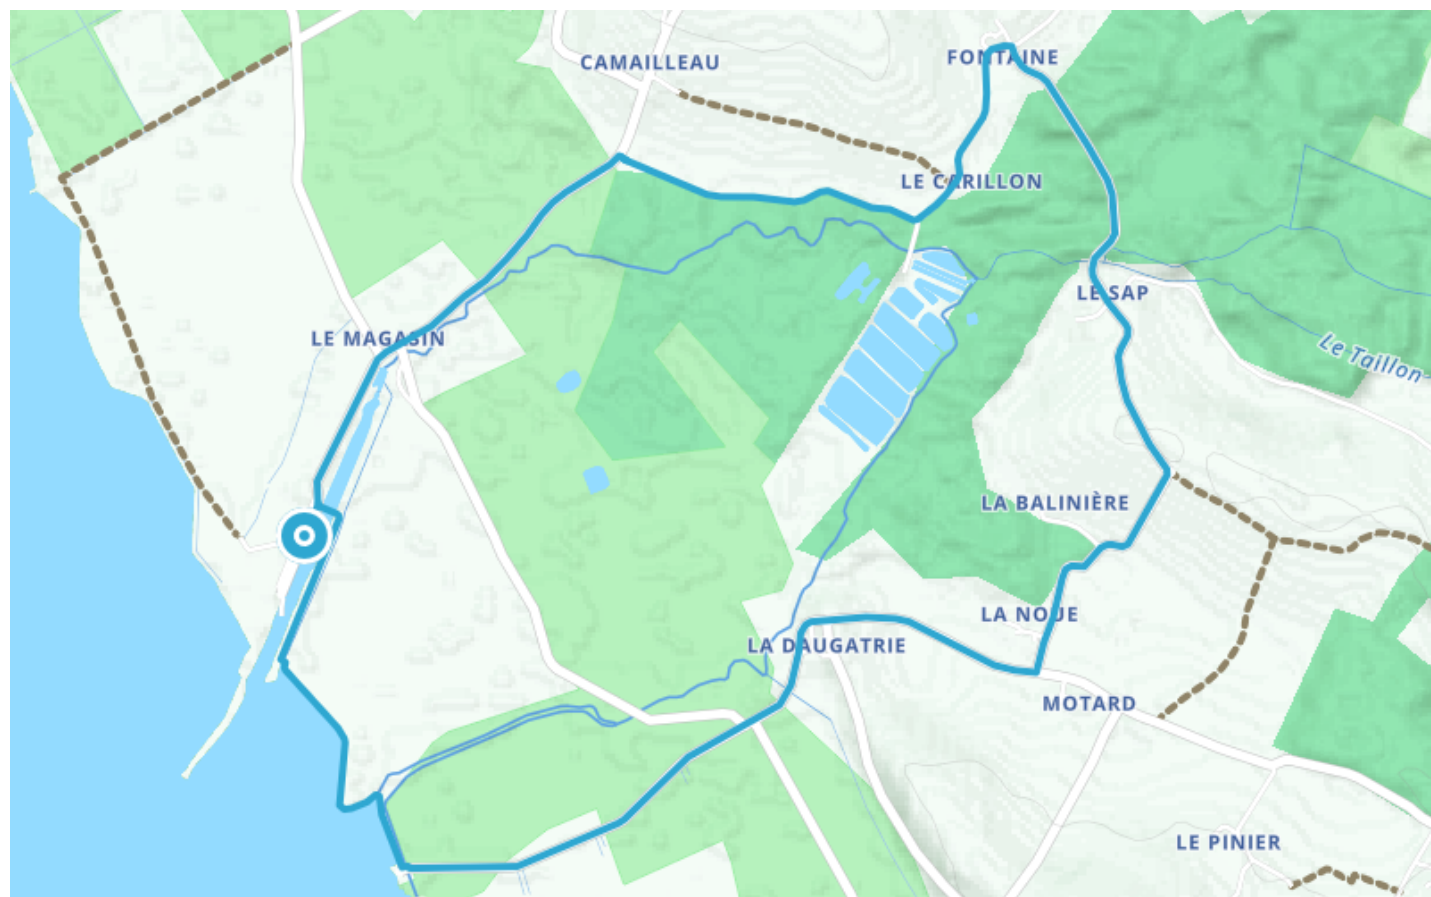 CAMAILLEAU
FONTAINE
LE CARILLON
LE SAP
LE MAGASIN
Le Taillon
LA BALINIÈRE
LA NOUE
LA DAUGATRIE
MOTARD
LE PINIER